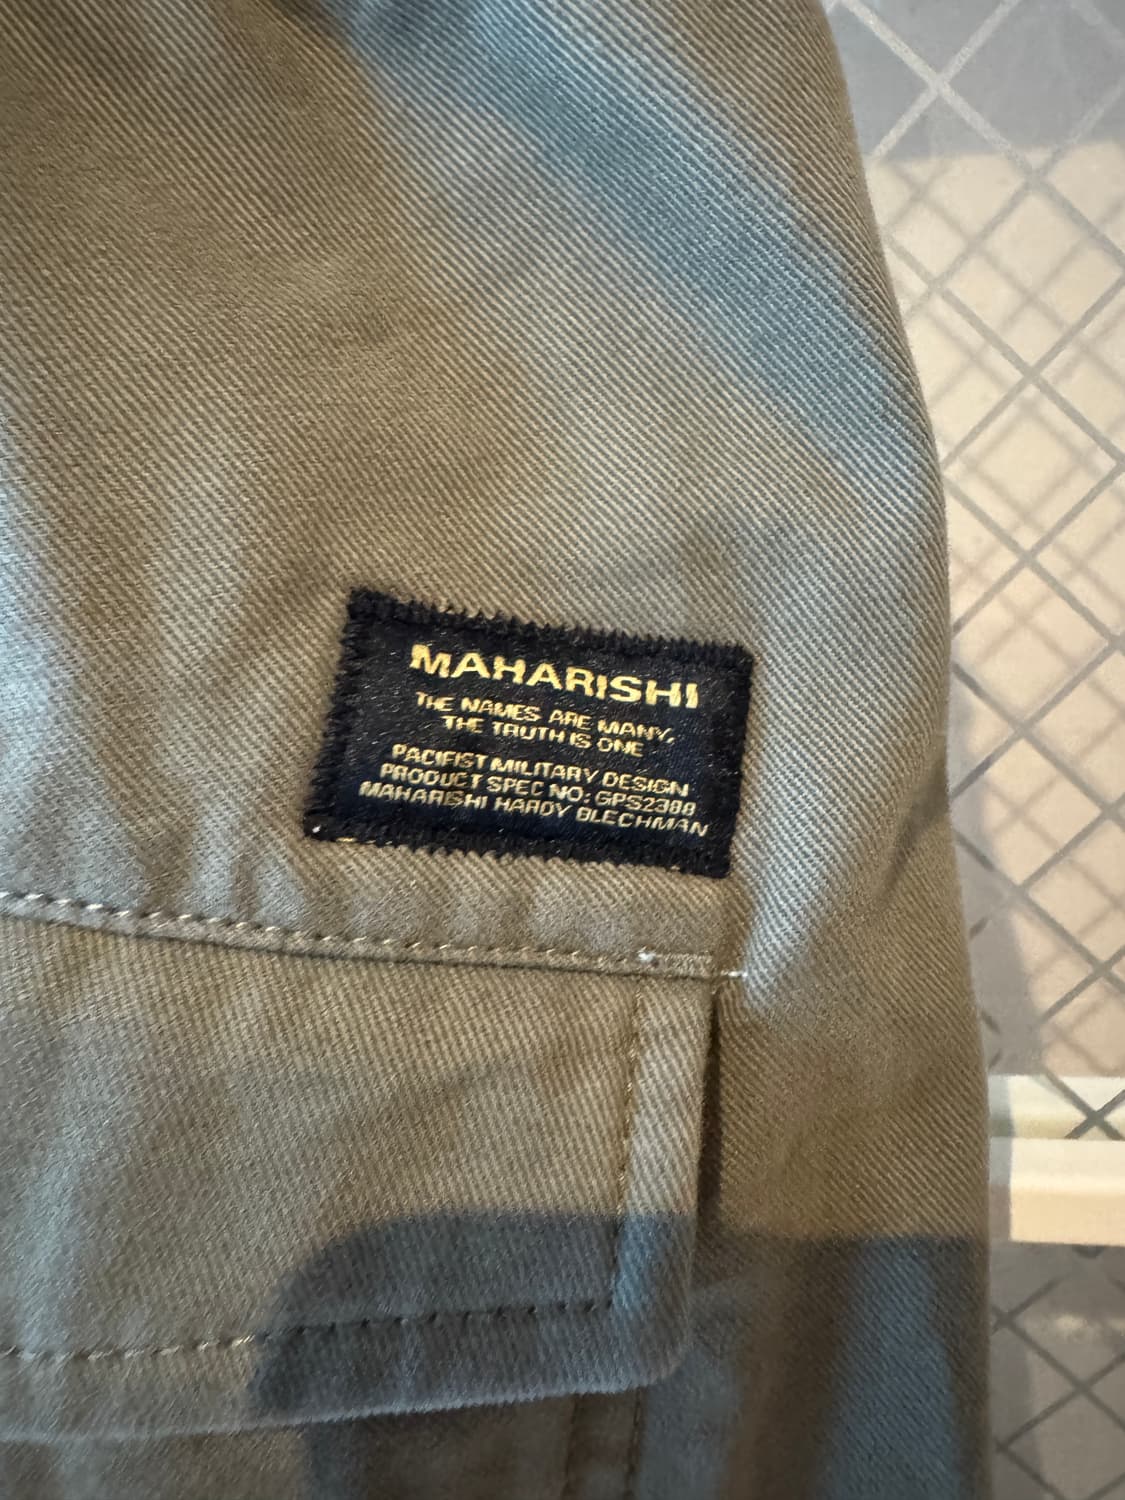 MAHARISHI
THE NAMES ARE MANY,
THE TRUTH IS ONE
PACIFIST MILITARY DESIGN
PRODUCT SPEC NO: GPS2388
MAHARISHI HARDY BLECHMAN